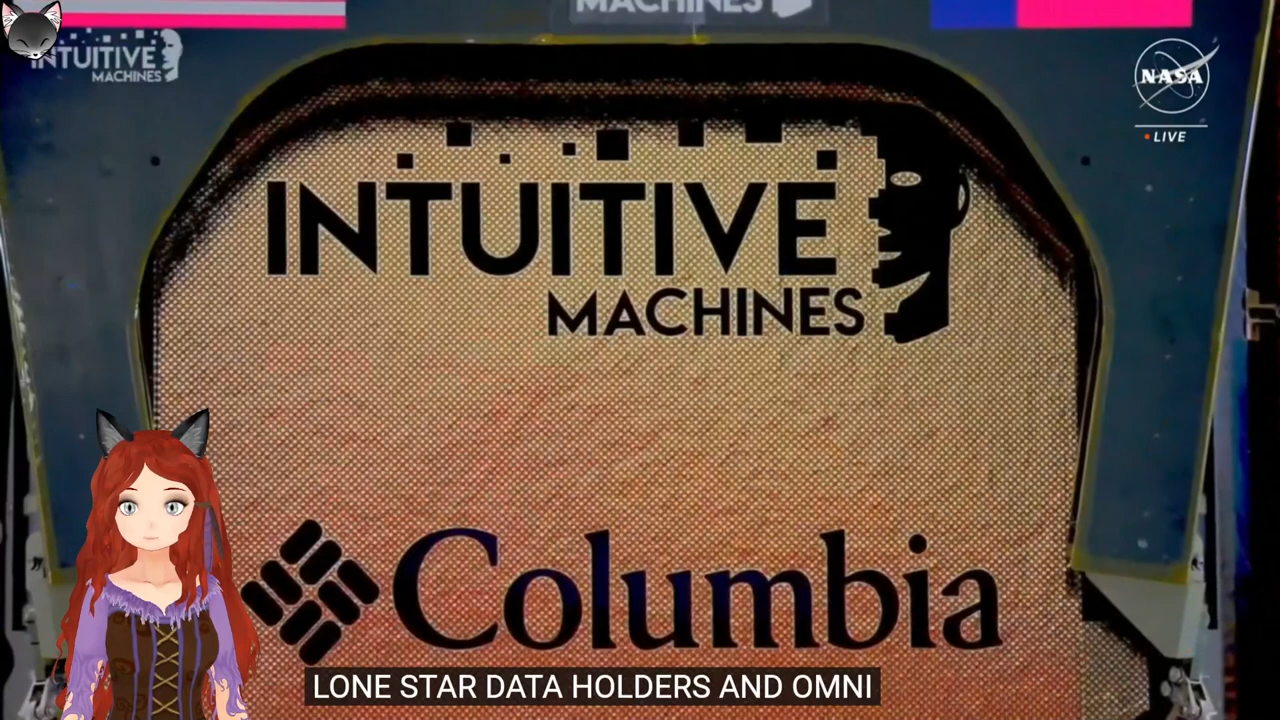 MACHINES
INTUITIVE
MACHINES
NASA
LIVE
INTUITIVE
MACHINES
Columbia
LONE STAR DATA HOLDERS AND OMNI